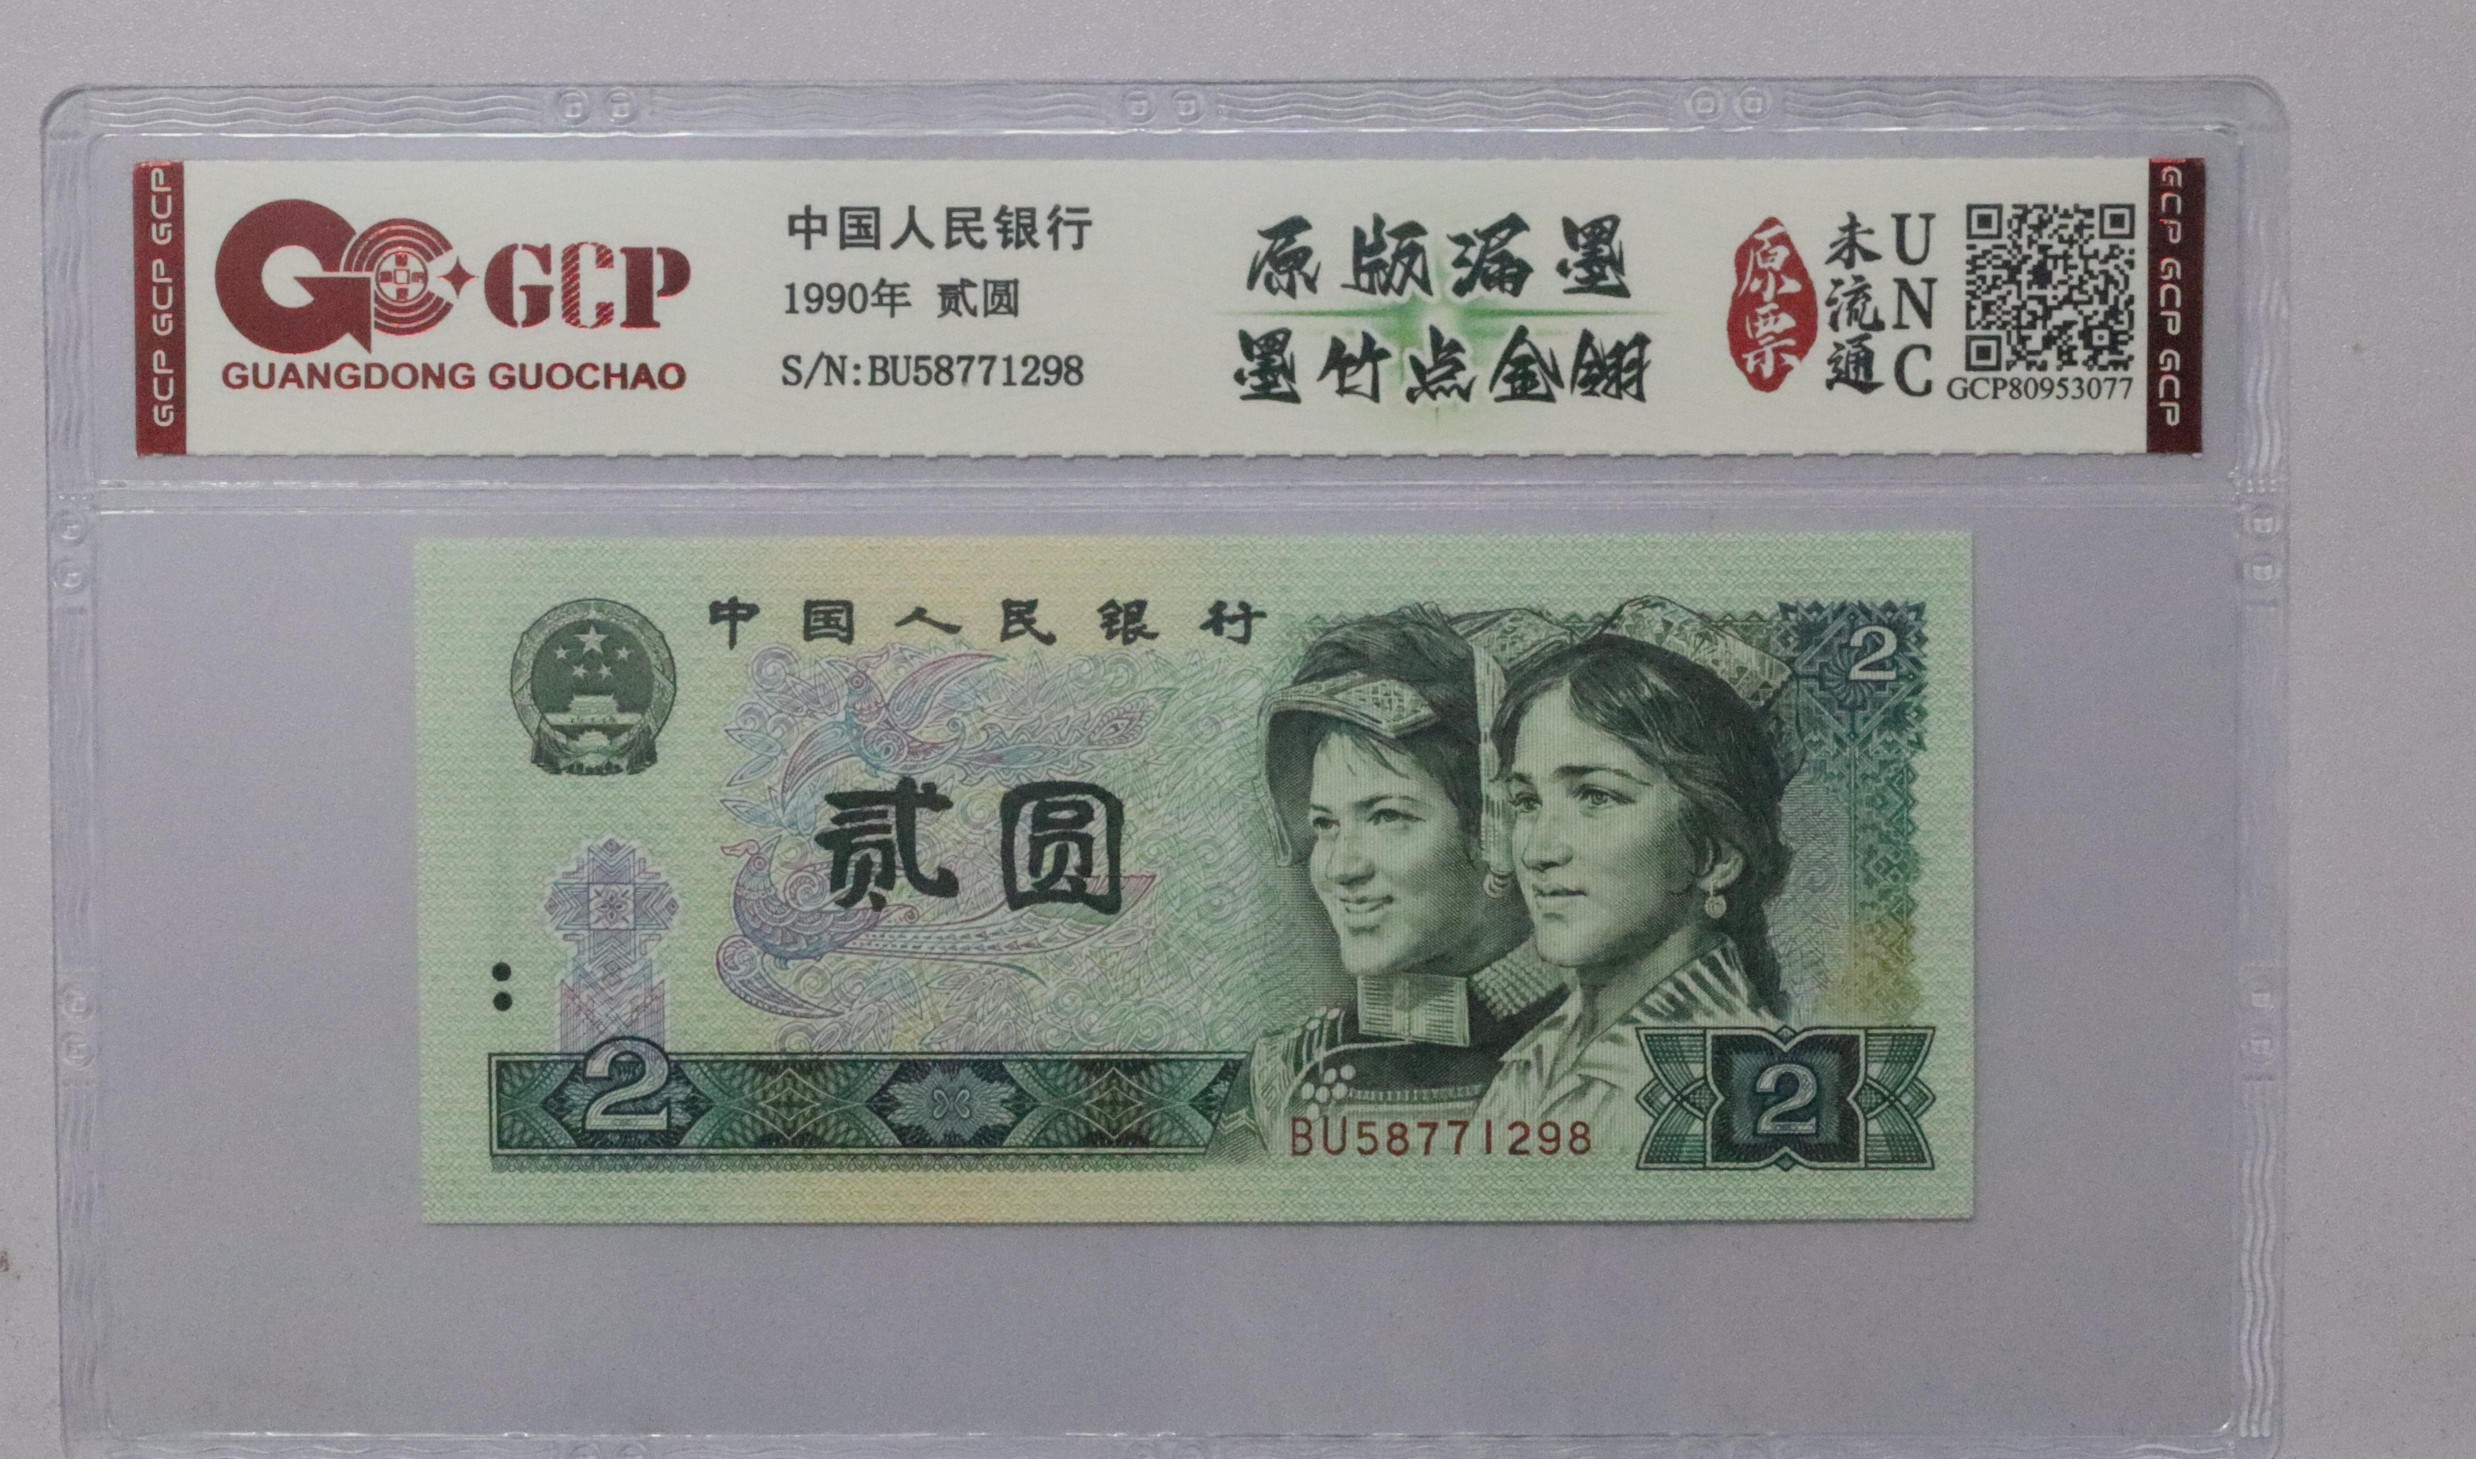 GCP GCP GCP
GCP
GUANGDONG GUOCHAO
中国人民银行
1990年 贰圆
S/N:BU58771298
原版漏墨
墨竹点金翎
原票
未流通
UNC
GCP80953077
GCP GCP GCP
中国人民银行
2
贰圆
2
BU58771298
2